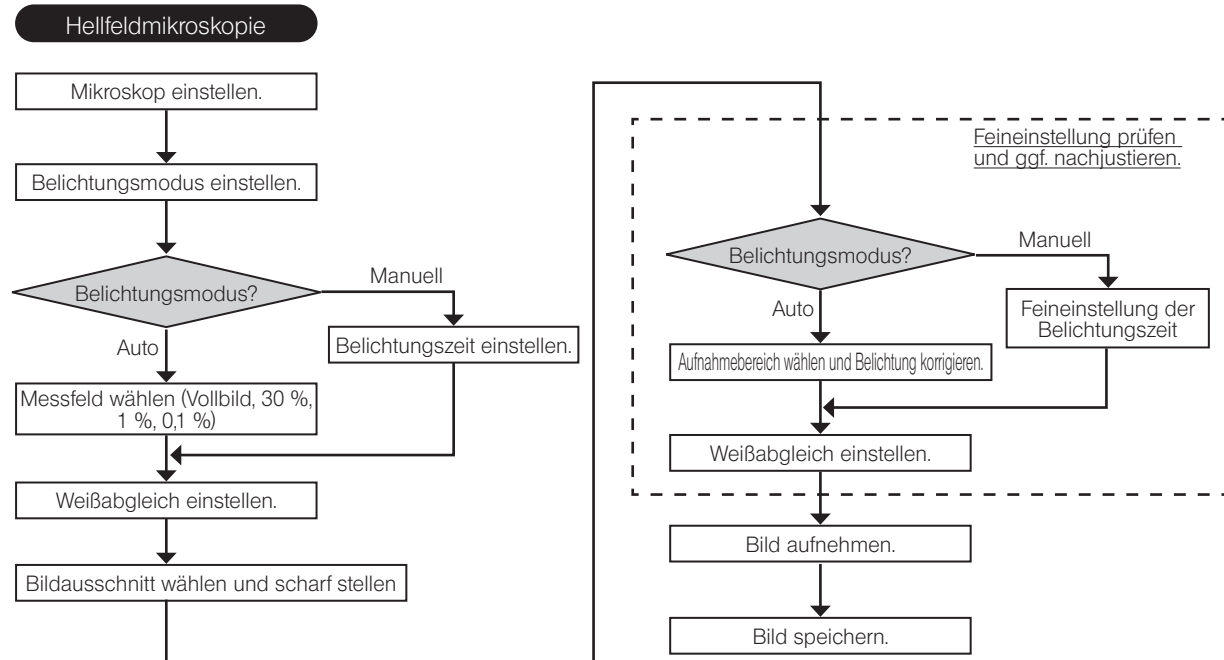 Hellfeldmikroskopie
Mikroskop einstellen.
Belichtungsmodus einstellen.
Belichtungsmodus?
Manuell
Auto
Belichtungszeit einstellen.
Messfeld wählen (Vollbild, 30 %,
1 %, 0,1 %)
Weißabgleich einstellen.
Bildausschnitt wählen und scharf stellen
Feineinstellung prüfen
und ggf. nachjustieren.
Belichtungsmodus?
Manuell
Auto
Feineinstellung der
Belichtungszeit
Aufnahmebereich wählen und Belichtung korrigieren.
Weißabgleich einstellen.
Bild aufnehmen.
Bild speichern.